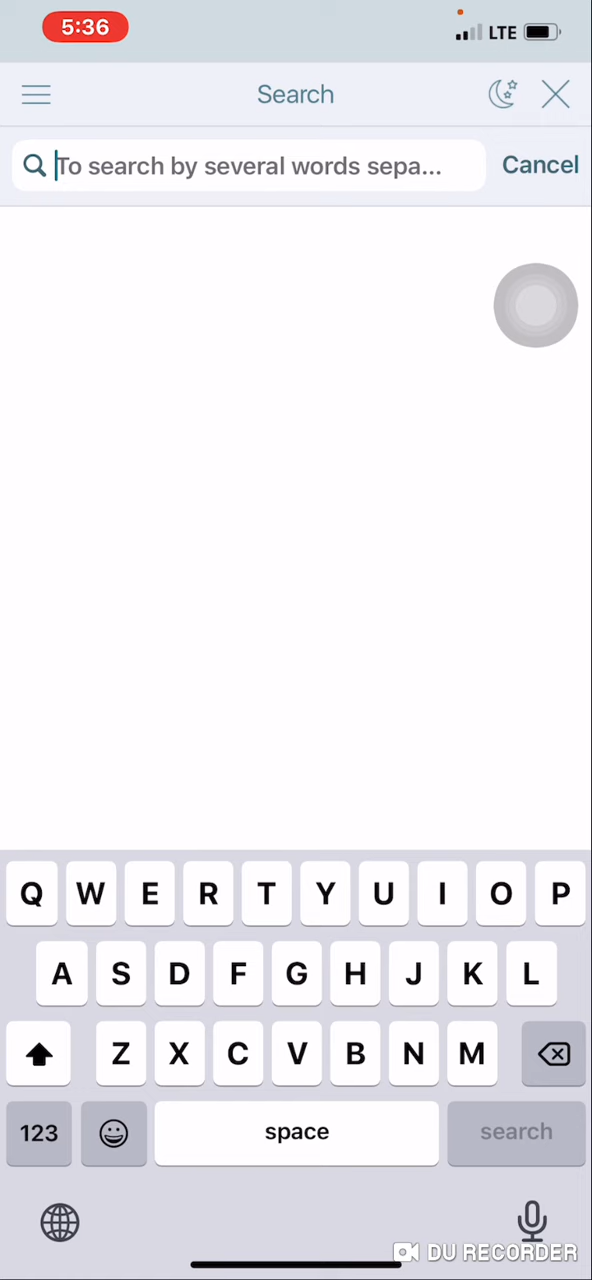 5:36
LTE
Search
To search by several words sepa...
Cancel
Q W E R T Y U I O P
A S D F G H J K L
Z X C V B N M
123
space
search
DU RECORDER